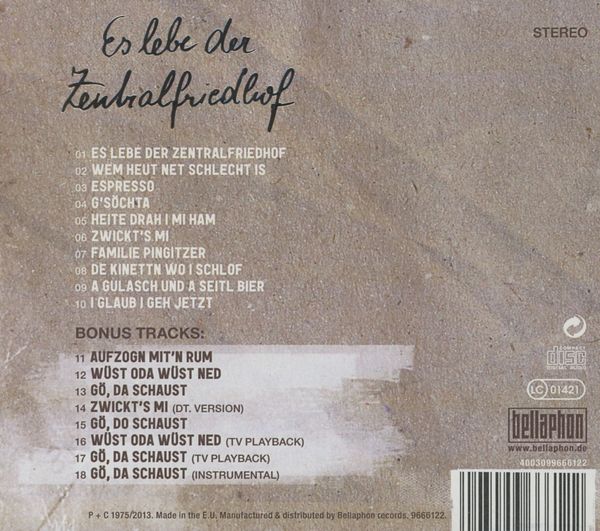 Es lebe der
Zentralfriedhof
STEREO
01 ES LEBE DER ZENTRALFRIEDHOF
02 WEM HEUT NET SCHLECHT IS
03 ESPRESSO
04 G'SÖCHTA
05 HEITE DRAH I MI HAM
06 ZWICKT'S MI
07 FAMILIE PINGITZER
08 DE KINETTN WO I SCHLOF
09 A GULASCH UND A SEITL BIER
10 I GLAUB I GEH JETZT
BONUS TRACKS:
11 AUFZOGN MIT'N RUM
12 WÜST ODA WÜST NED
13 GÖ, DA SCHAUST
14 ZWICKT'S MI (DT. VERSION)
15 GÖ, DO SCHAUST
16 WÜST ODA WÜST NED (TV PLAYBACK)
17 GÖ, DA SCHAUST (TV PLAYBACK)
18 GÖ, DA SCHAUST (INSTRUMENTAL)
COMPACT
disc
DIGITAL AUDIO
LC 01421
bellaphon
www.bellaphon.de
4003099666122
P + C 1975/2013. Made in the E.U. Manufactured & distributed by Bellaphon records. 9666122.